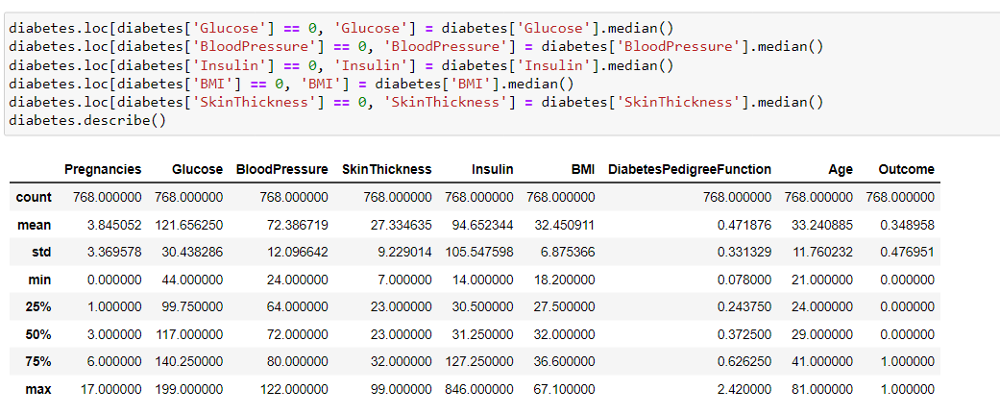 diabetes.loc[diabetes['Glucose'] == 0, 'Glucose'] = diabetes['Glucose'].median()
diabetes.loc[diabetes['BloodPressure'] == 0, 'BloodPressure'] = diabetes['BloodPressure'].median()
diabetes.loc[diabetes['Insulin'] == 0, 'Insulin'] = diabetes['Insulin'].median()
diabetes.loc[diabetes['BMI'] == 0, 'BMI'] = diabetes['BMI'].median()
diabetes.loc[diabetes['SkinThickness'] == 0, 'SkinThickness'] = diabetes['SkinThickness'].median()
diabetes.describe()
Pregnancies Glucose BloodPressure SkinThickness Insulin BMI DiabetesPedigreeFunction Age Outcome
count 768.000000 768.000000 768.000000 768.000000 768.000000 768.000000 768.000000 768.000000 768.000000
mean 3.845052 121.656250 72.386719 27.334635 94.652344 32.450911 0.471876 33.240885 0.348958
std 3.369578 30.438286 12.096642 9.229014 105.547598 6.875366 0.331329 11.760232 0.476951
min 0.000000 44.000000 24.000000 7.000000 14.000000 18.200000 0.078000 21.000000 0.000000
25% 1.000000 99.750000 64.000000 23.000000 30.500000 27.500000 0.243750 24.000000 0.000000
50% 3.000000 117.000000 72.000000 23.000000 31.250000 32.000000 0.372500 29.000000 0.000000
75% 6.000000 140.250000 80.000000 32.000000 127.250000 36.600000 0.626250 41.000000 1.000000
max 17.000000 199.000000 122.000000 99.000000 846.000000 67.100000 2.420000 81.000000 1.000000